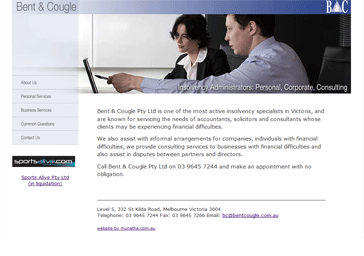 Bent & Cougle
BAC
Insolvency Administrators: Personal, Corporate, Consulting
About Us
Personal Services
Business Services
Common Questions
Contact Us
sportsalive.com
Sports Alive Pty Ltd
(in liquidation)
Bent & Cougle Pty Ltd is one of the most active insolvency specialists in Victoria, and
are known for servicing the needs of accountants, solicitors and consultants whose
clients may be experiencing financial difficulties.
We also assist with informal arrangements for companies, individuals with financial
difficulties, we provide consulting services to businesses with financial difficulties and
also assist in disputes between partners and directors.
Call Bent & Cougle Pty Ltd on 03 9645 7244 and make an appointment with no
obligation.
Level 5, 332 St Kilda Road, Melbourne Victoria 3004
Telephone: 03 9645 7244 Fax: 03 9645 7266 Email: bc@bentcougle.com.au
website by muratha.com.au